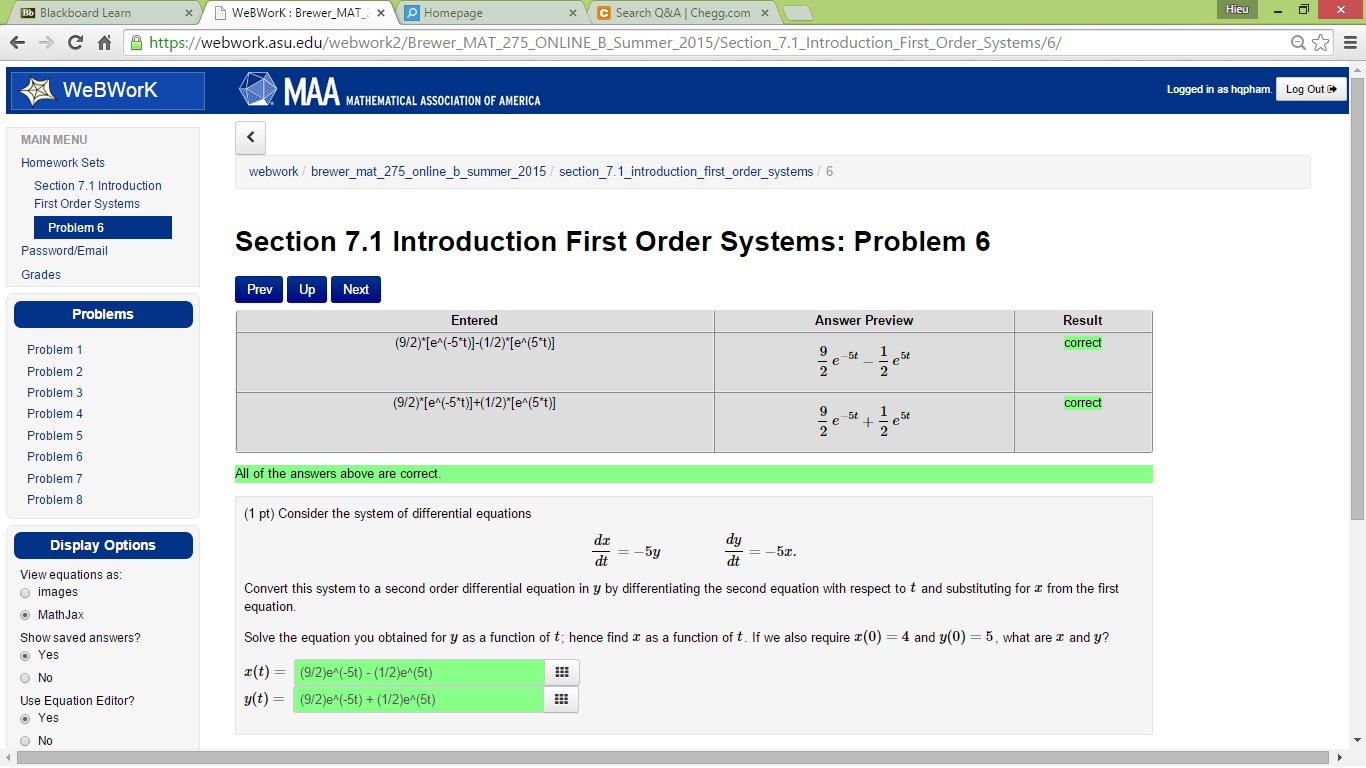 Blackboard Learn
WeBWorK : Brewer_MAT_2
Homepage
Search Q&A | Chegg.com
Hieu
https://webwork.asu.edu/webwork2/Brewer_MAT_275_ONLINE_B_Summer_2015/Section_7.1_Introduction_First_Order_Systems/6/
WeBWorK
MAA MATHEMATICAL ASSOCIATION OF AMERICA
Logged in as hqpham.
Log Out
MAIN MENU
Homework Sets
Section 7.1 Introduction
First Order Systems
Problem 6
Password/Email
Grades
Problems
Problem 1
Problem 2
Problem 3
Problem 4
Problem 5
Problem 6
Problem 7
Problem 8
Display Options
View equations as:
images
MathJax
Show saved answers?
Yes
No
Use Equation Editor?
Yes
No
webwork / brewer_mat_275_online_b_summer_2015 / section_7.1_introduction_first_order_systems / 6
Section 7.1 Introduction First Order Systems: Problem 6
Prev Up Next
Entered Answer Preview Result
(9/2)*[e^(-5*t)]-(1/2)*[e^(5*t)] 9/2 e^{-5t} − 1/2 e^{5t} correct
(9/2)*[e^(-5*t)]+(1/2)*[e^(5*t)] 9/2 e^{-5t} + 1/2 e^{5t} correct
All of the answers above are correct.
(1 pt) Consider the system of differential equations
dx/dt = −5y dy/dt = −5x.
Convert this system to a second order differential equation in y by differentiating the second equation with respect to t and substituting for x from the first
equation.
Solve the equation you obtained for y as a function of t; hence find x as a function of t. If we also require x(0) = 4 and y(0) = 5, what are x and y?
x(t) = (9/2)e^(-5t) - (1/2)e^(5t)
y(t) = (9/2)e^(-5t) + (1/2)e^(5t)